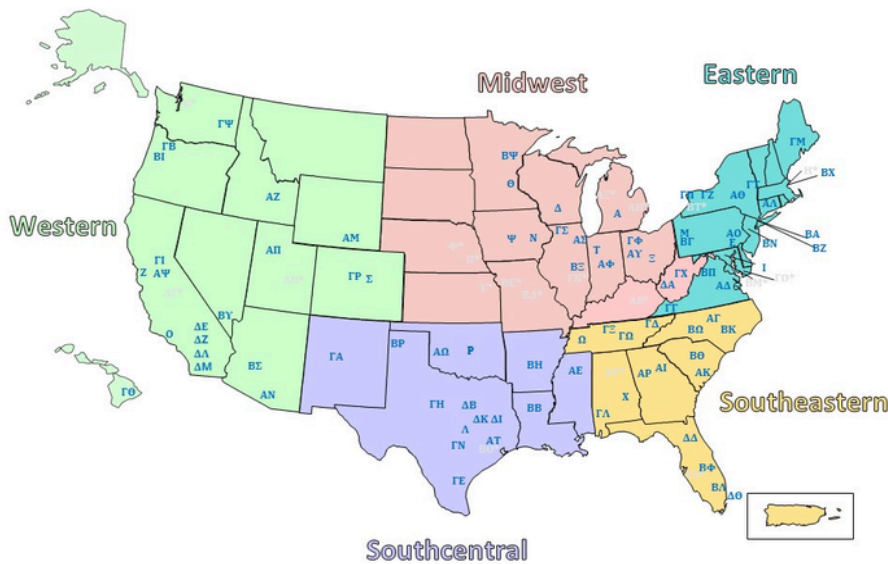 Midwest
Eastern
Western
Southeastern
Southcentral
ΓΨ
ΓΒ
ΒΙ
ΑΖ
ΑΜ
ΑΠ
ΓΡ Σ
ΓΙ
Ζ ΑΨ
Ο
ΒΥ
ΔΕ
ΔΖ
ΔΛ
ΔΜ
ΒΣ
ΑΝ
ΓΘ
ΒΨ
Θ
Δ
Α
Ψ Ν
ΓΣ
ΑΣ
ΒΞ
Τ
ΑΦ
ΓΦ
ΑΥ
Ξ
ΓΧ
ΔΑ
ΓΜ
ΒΧ
ΓΖ
ΑΘ
ΑΛ
Μ
ΒΓ
ΑΟ
ΒΑ
ΒΖ
ΒΝ
Ι
ΓΟ*
ΒΠ
ΑΔ
ΓΤ
ΓΑ
ΒΡ
ΑΩ
Ρ
ΒΗ
ΒΒ
ΑΕ
ΓΗ
ΔΒ
ΔΚ ΔΙ
Λ
ΓΝ
ΑΤ
ΓΕ
Ω
ΓΞ
ΓΩ
ΓΔ
ΑΓ
ΒΩ
ΒΚ
ΒΘ
ΑΚ
ΑΡ
ΑΙ
Χ
ΓΛ
ΔΔ
ΒΦ
ΒΛ
ΔΘ